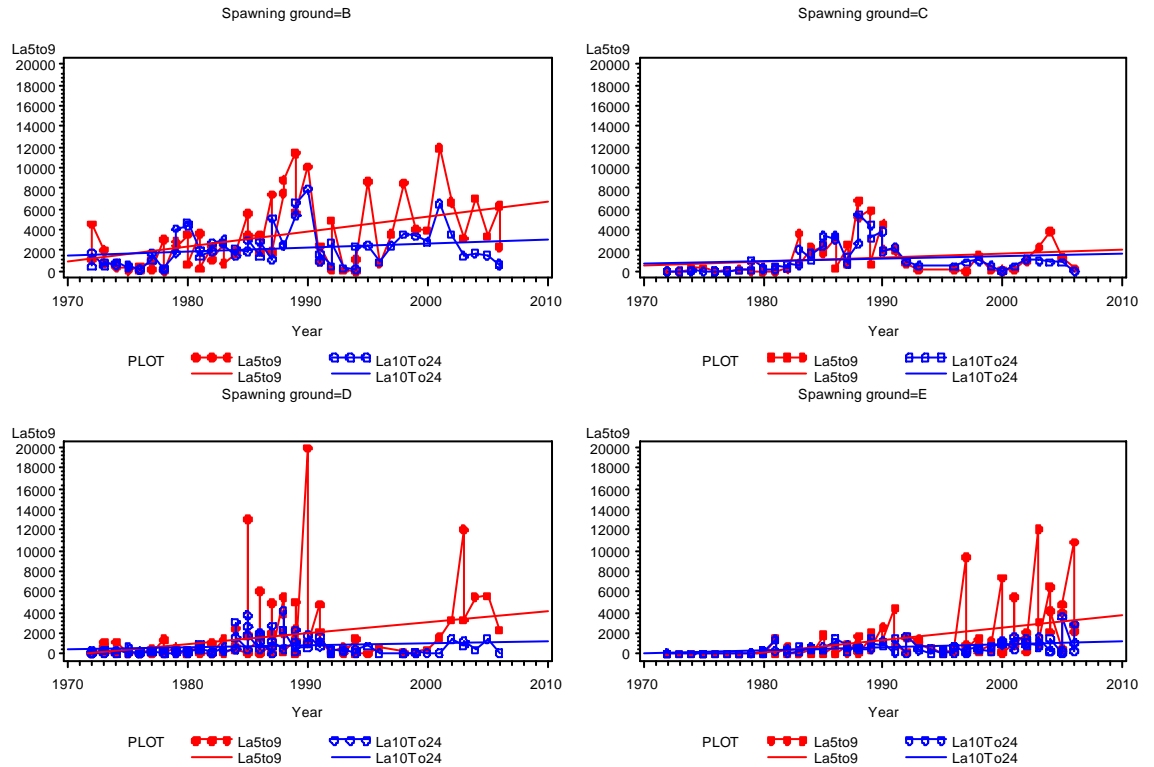 Spawning ground=B
La5to9
20000
18000
16000
14000
12000
10000
8000
6000
4000
2000
0
1970 1980 1990 2000 2010
Year
PLOT La5to9 La10To24
La5to9 La10To24
Spawning ground=C
La5to9
20000
18000
16000
14000
12000
10000
8000
6000
4000
2000
0
1970 1980 1990 2000 2010
Year
PLOT La5to9 La10To24
La5to9 La10To24
Spawning ground=D
La5to9
20000
18000
16000
14000
12000
10000
8000
6000
4000
2000
0
1970 1980 1990 2000 2010
Year
PLOT La5to9 La10To24
La5to9 La10To24
Spawning ground=E
La5to9
20000
18000
16000
14000
12000
10000
8000
6000
4000
2000
0
1970 1980 1990 2000 2010
Year
PLOT La5to9 La10To24
La5to9 La10To24